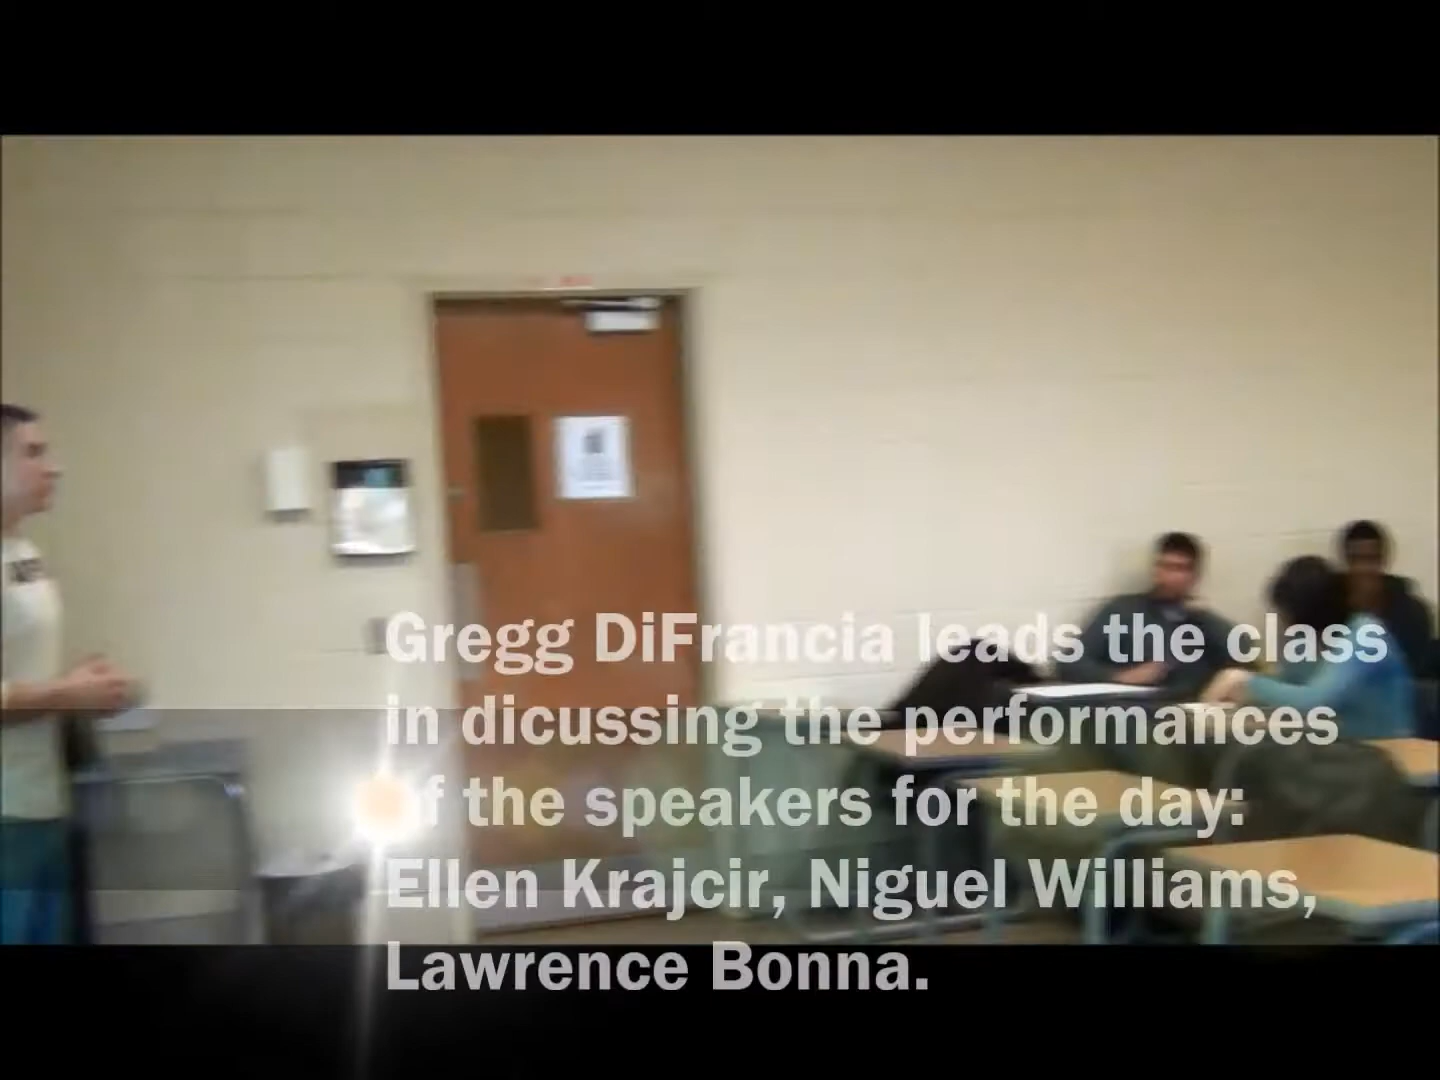 Gregg DiFrancia leads the class
in dicussing the performances
of the speakers for the day:
Ellen Krajcir, Niguel Williams,
Lawrence Bonna.